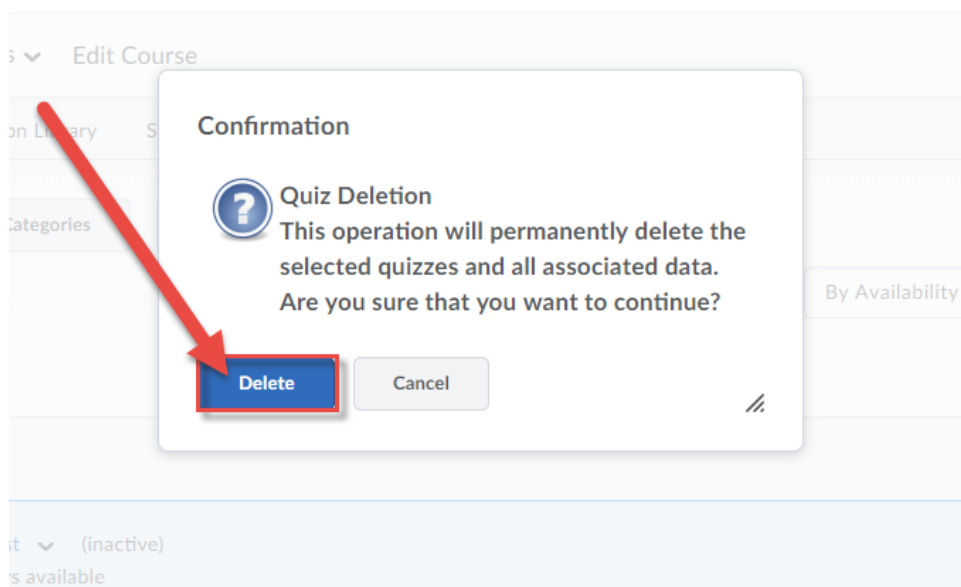 Edit Course
Library
Categories
Confirmation
?
Quiz Deletion
This operation will permanently delete the
selected quizzes and all associated data.
Are you sure that you want to continue?
By Availability
Delete
Cancel
(inactive)
available